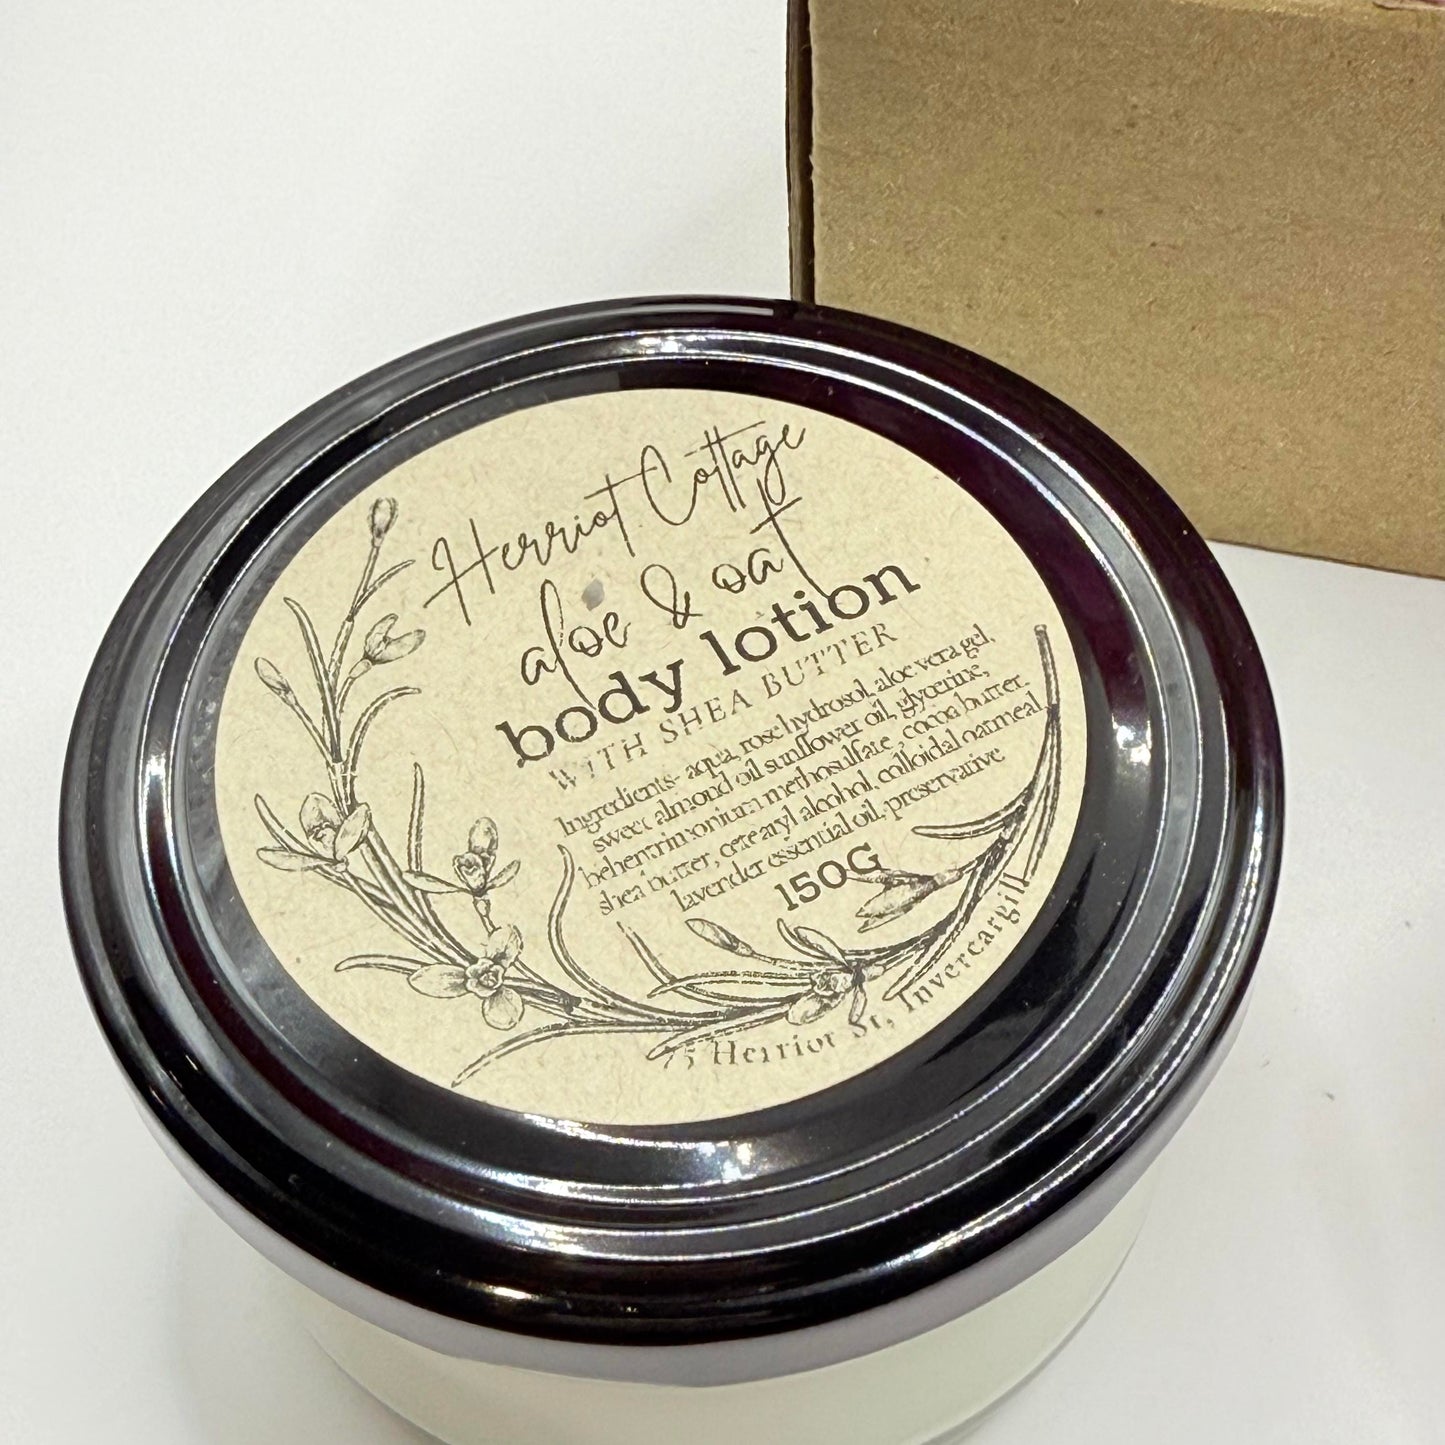 Herriot Cottage
aloe & oat
body lotion
WITH SHEA BUTTER
Ingredients- aqua, rose hydrosol, aloe vera gel,
sweet almond oil sunflower oil, glycerine,
behentrimonium methosulfate, cocoa butter,
shea butter, cetearyl alcohol, colloidal oatmeal,
lavender essential oil, preservative
150G
75 Herriot St, Invercargill